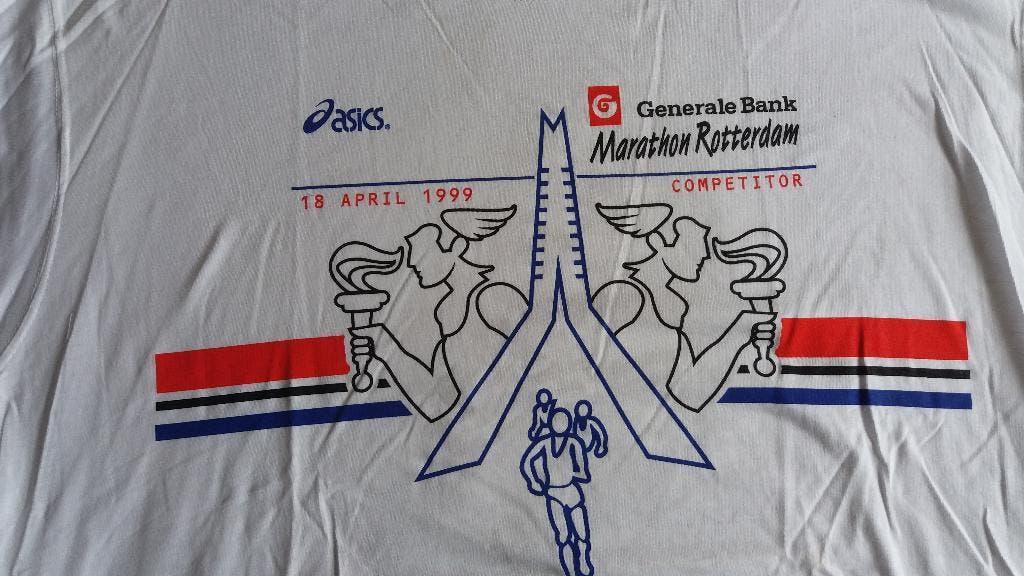 asics.
Generale Bank
Marathon Rotterdam
18 APRIL 1999
COMPETITOR